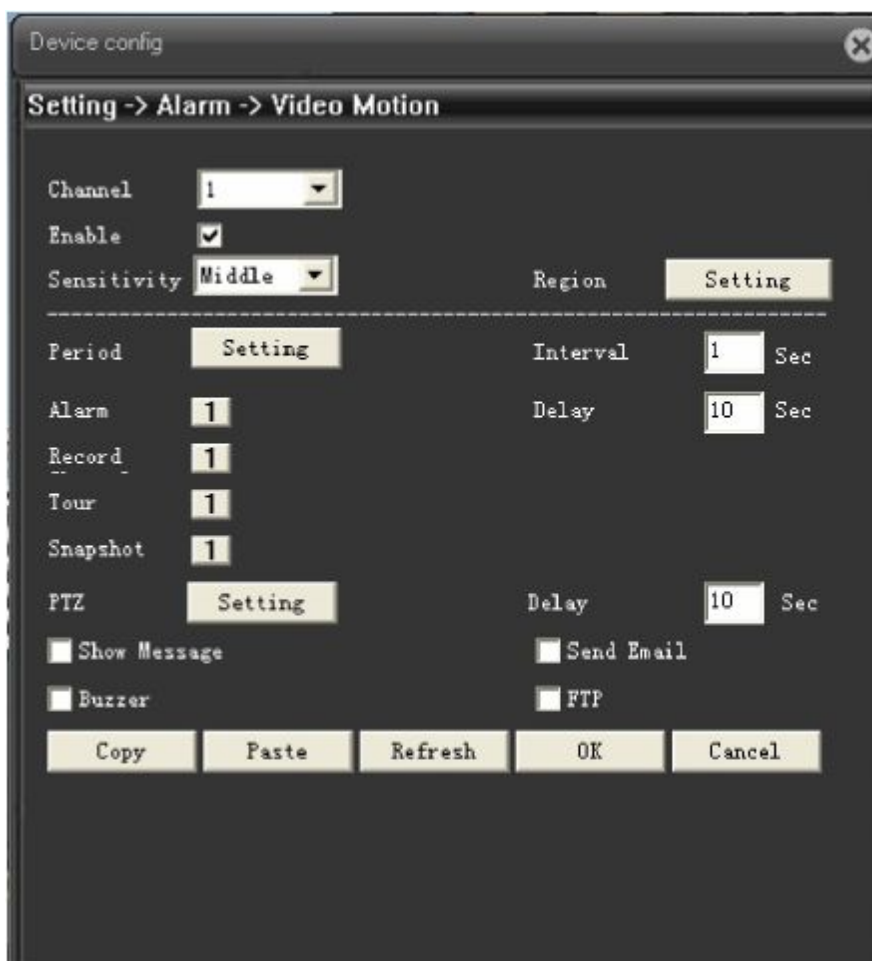 Device config
Setting -> Alarm -> Video Motion
Channel 1
Enable
Sensitivity Middle Region Setting
Period Setting Interval 1 Sec
Alarm 1 Delay 10 Sec
Record 1
Tour 1
Snapshot 1
PTZ Setting Delay 10 Sec
Show Message Send Email
Buzzer FTP
Copy Paste Refresh OK Cancel